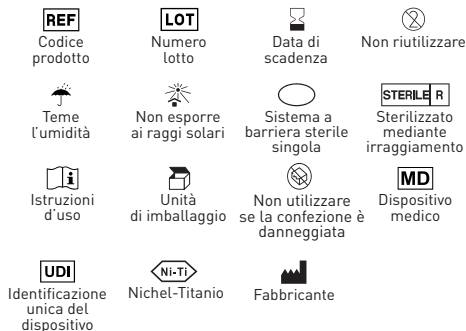 REF
Codice
prodotto
LOT
Numero
lotto
Data di
scadenza
2
Non riutilizzare
Teme
l'umidità
Non esporre
ai raggi solari
Sistema a
barriera sterile
singola
STERILE R
Sterilizzato
mediante
irraggiamento
i
Istruzioni
d'uso
Unità
di imballaggio
Non utilizzare
se la confezione è
danneggiata
MD
Dispositivo
medico
UDI
Identificazione
unica del
dispositivo
Ni-Ti
Nichel-Titanio
Fabbricante